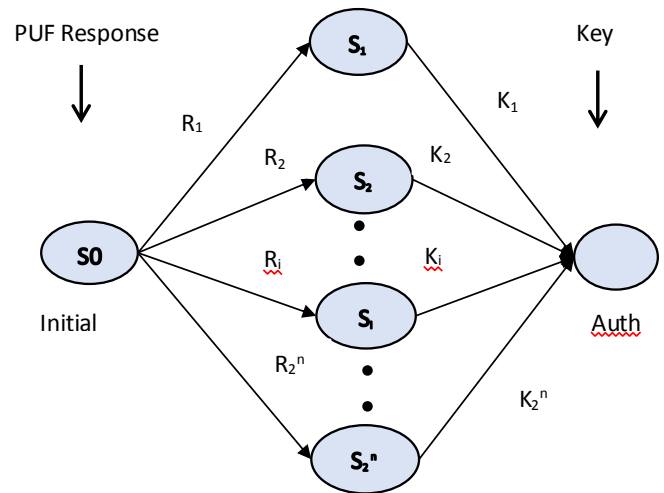 PUF Response
Key
S₁
R₁
K₁
R₂
K₂
S₂
S0
Rᵢ
Kᵢ
Initial
Sᵢ
Auth
R₂ⁿ
K₂ⁿ
S₂ⁿ